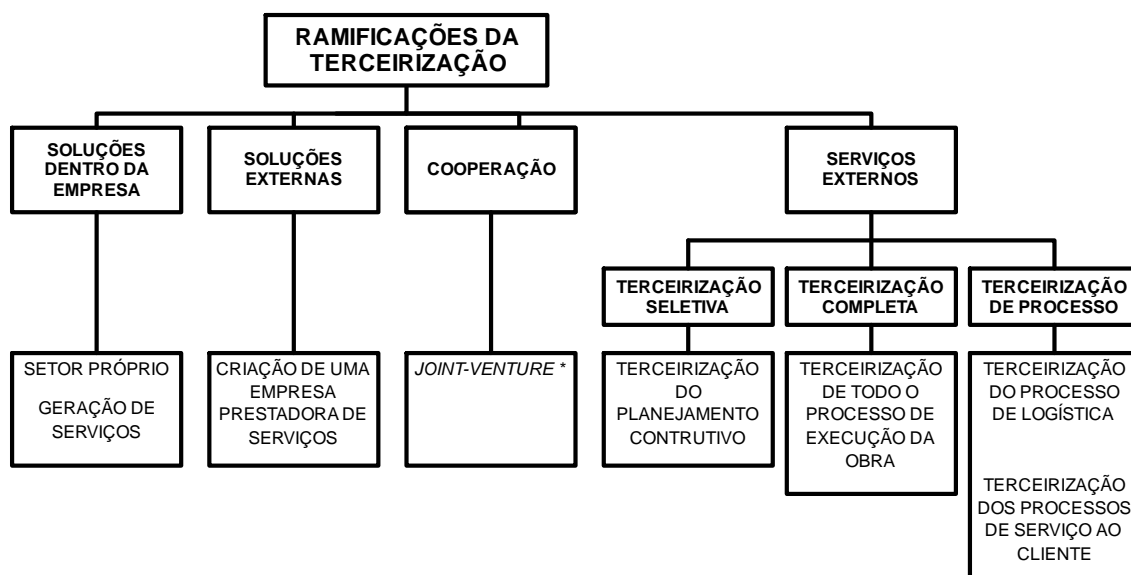 RAMIFICAÇÕES DA
TERCEIRIZAÇÃO
SOLUÇÕES
DENTRO DA
EMPRESA
SOLUÇÕES
EXTERNAS
COOPERAÇÃO
SERVIÇOS
EXTERNOS
TERCEIRIZAÇÃO
SELETIVA
TERCEIRIZAÇÃO
COMPLETA
TERCEIRIZAÇÃO
DE PROCESSO
SETOR PRÓPRIO
GERAÇÃO DE
SERVIÇOS
CRIAÇÃO DE UMA
EMPRESA
PRESTADORA DE
SERVIÇOS
JOINT-VENTURE *
TERCEIRIZAÇÃO
DO
PLANEJAMENTO
CONTRUTIVO
TERCEIRIZAÇÃO
DE TODO O
PROCESSO DE
EXECUÇÃO DA
OBRA
TERCEIRIZAÇÃO
DO PROCESSO
DE LOGÍSTICA
TERCEIRIZAÇÃO
DOS PROCESSOS
DE SERVIÇO AO
CLIENTE